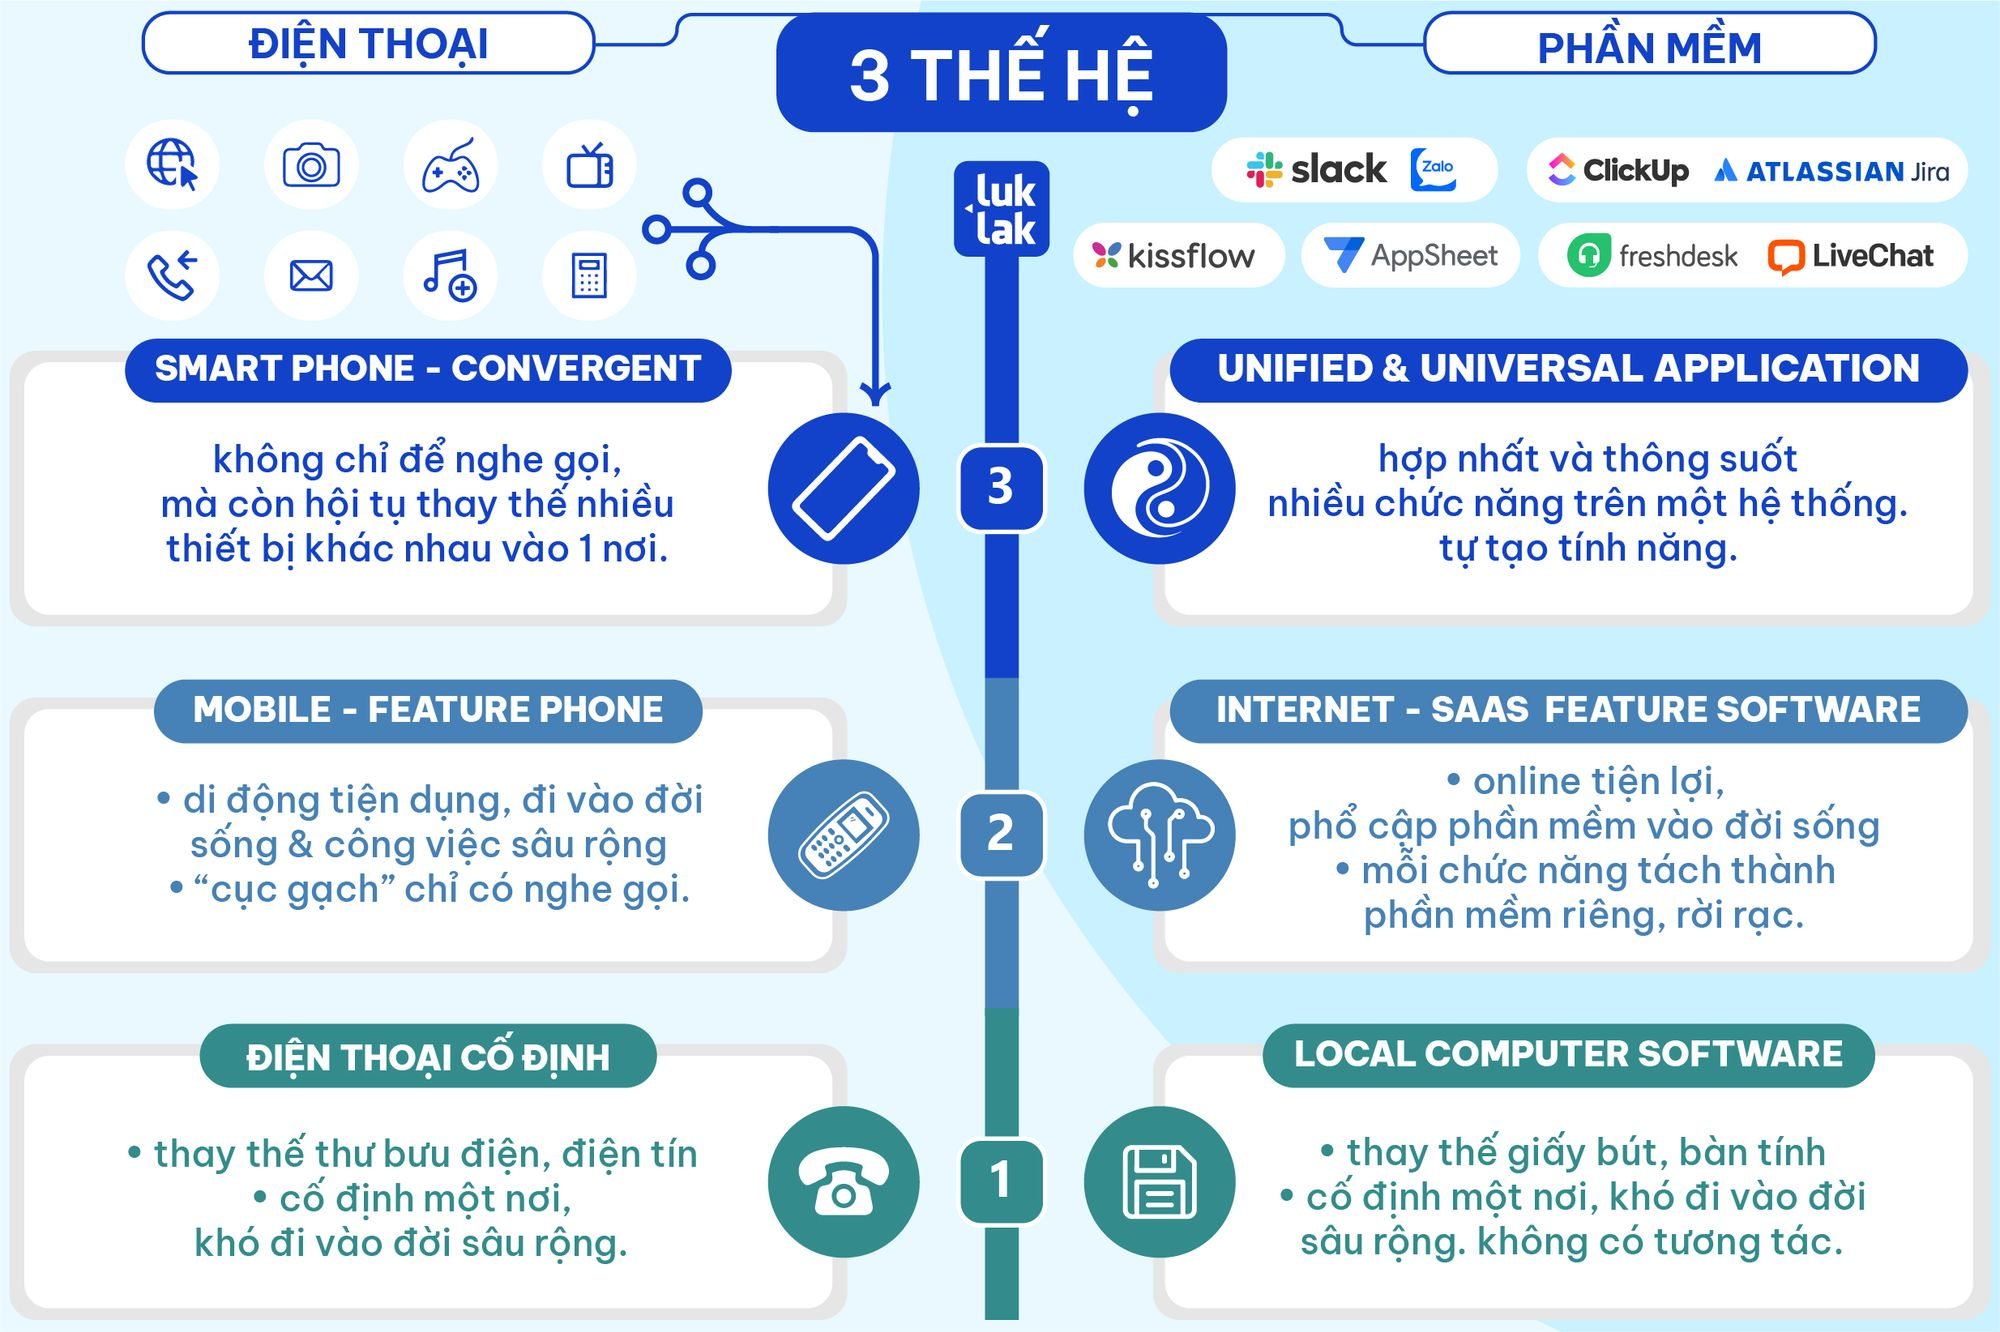 ĐIỆN THOẠI
3 THẾ HỆ
PHẦN MỀM
luk
lak
slack
Zalo
ClickUp
ATLASSIAN Jira
kissflow
AppSheet
freshdesk
LiveChat
SMART PHONE - CONVERGENT
không chỉ để nghe gọi,
mà còn hội tụ thay thế nhiều
thiết bị khác nhau vào 1 nơi.
3
UNIFIED & UNIVERSAL APPLICATION
hợp nhất và thông suốt
nhiều chức năng trên một hệ thống.
tự tạo tính năng.
MOBILE - FEATURE PHONE
• di động tiện dụng, đi vào đời
sống & công việc sâu rộng
• “cục gạch” chỉ có nghe gọi.
2
INTERNET - SAAS FEATURE SOFTWARE
• online tiện lợi,
phổ cập phần mềm vào đời sống
• mỗi chức năng tách thành
phần mềm riêng, rời rạc.
ĐIỆN THOẠI CỐ ĐỊNH
• thay thế thư bưu điện, điện tín
• cố định một nơi,
khó đi vào đời sâu rộng.
1
LOCAL COMPUTER SOFTWARE
• thay thế giấy bút, bàn tính
• cố định một nơi, khó đi vào đời
sâu rộng. không có tương tác.